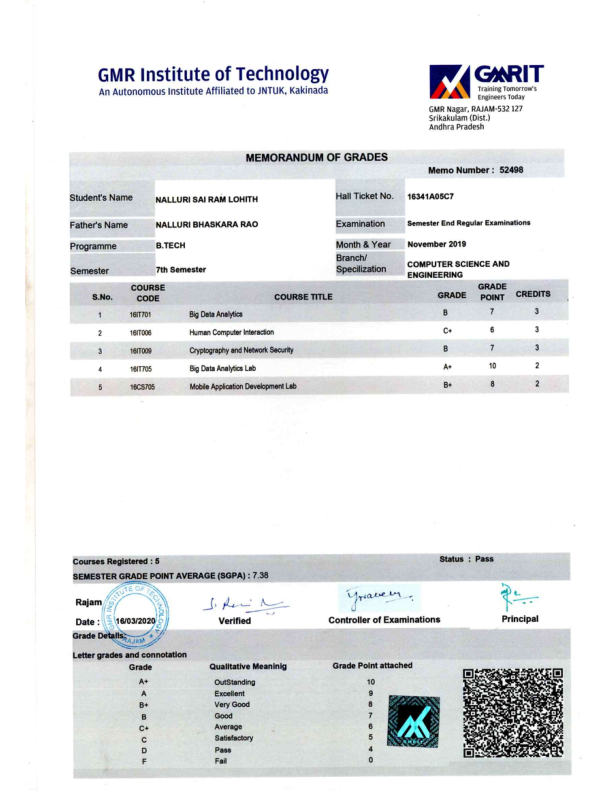 GMR Institute of Technology
An Autonomous Institute Affiliated to JNTUK, Kakinada
GMRIT
Training Tomorrow's
Engineers Today
GMR Nagar, RAJAM-532 127
Srikakulam (Dist.)
Andhra Pradesh
MEMORANDUM OF GRADES
Memo Number : 52498
Student's Name NALLURI SAI RAM LOHITH Hall Ticket No. 16341A05C7
Father's Name NALLURI BHASKARA RAO Examination Semester End Regular Examinations
Programme B.TECH Month & Year November 2019
Semester 7th Semester Branch/ Specilization COMPUTER SCIENCE AND ENGINEERING
S.No. COURSE CODE COURSE TITLE GRADE GRADE POINT CREDITS
1 16IT701 Big Data Analytics B 7 3
2 16IT006 Human Computer Interaction C+ 6 3
3 16IT009 Cryptography and Network Security B 7 3
4 16IT705 Big Data Analytics Lab A+ 10 2
5 16CS705 Mobile Application Development Lab B+ 8 2
Courses Registered : 5 Status : Pass
SEMESTER GRADE POINT AVERAGE (SGPA) : 7.38
Rajam
Date : 16/03/2020 Verified Controller of Examinations Principal
Grade Details:
Letter grades and connotation
Grade Qualitative Meaninig Grade Point attached
A+ OutStanding 10
A Excellent 9
B+ Very Good 8
B Good 7
C+ Average 6
C Satisfactory 5
D Pass 4
F Fail 0